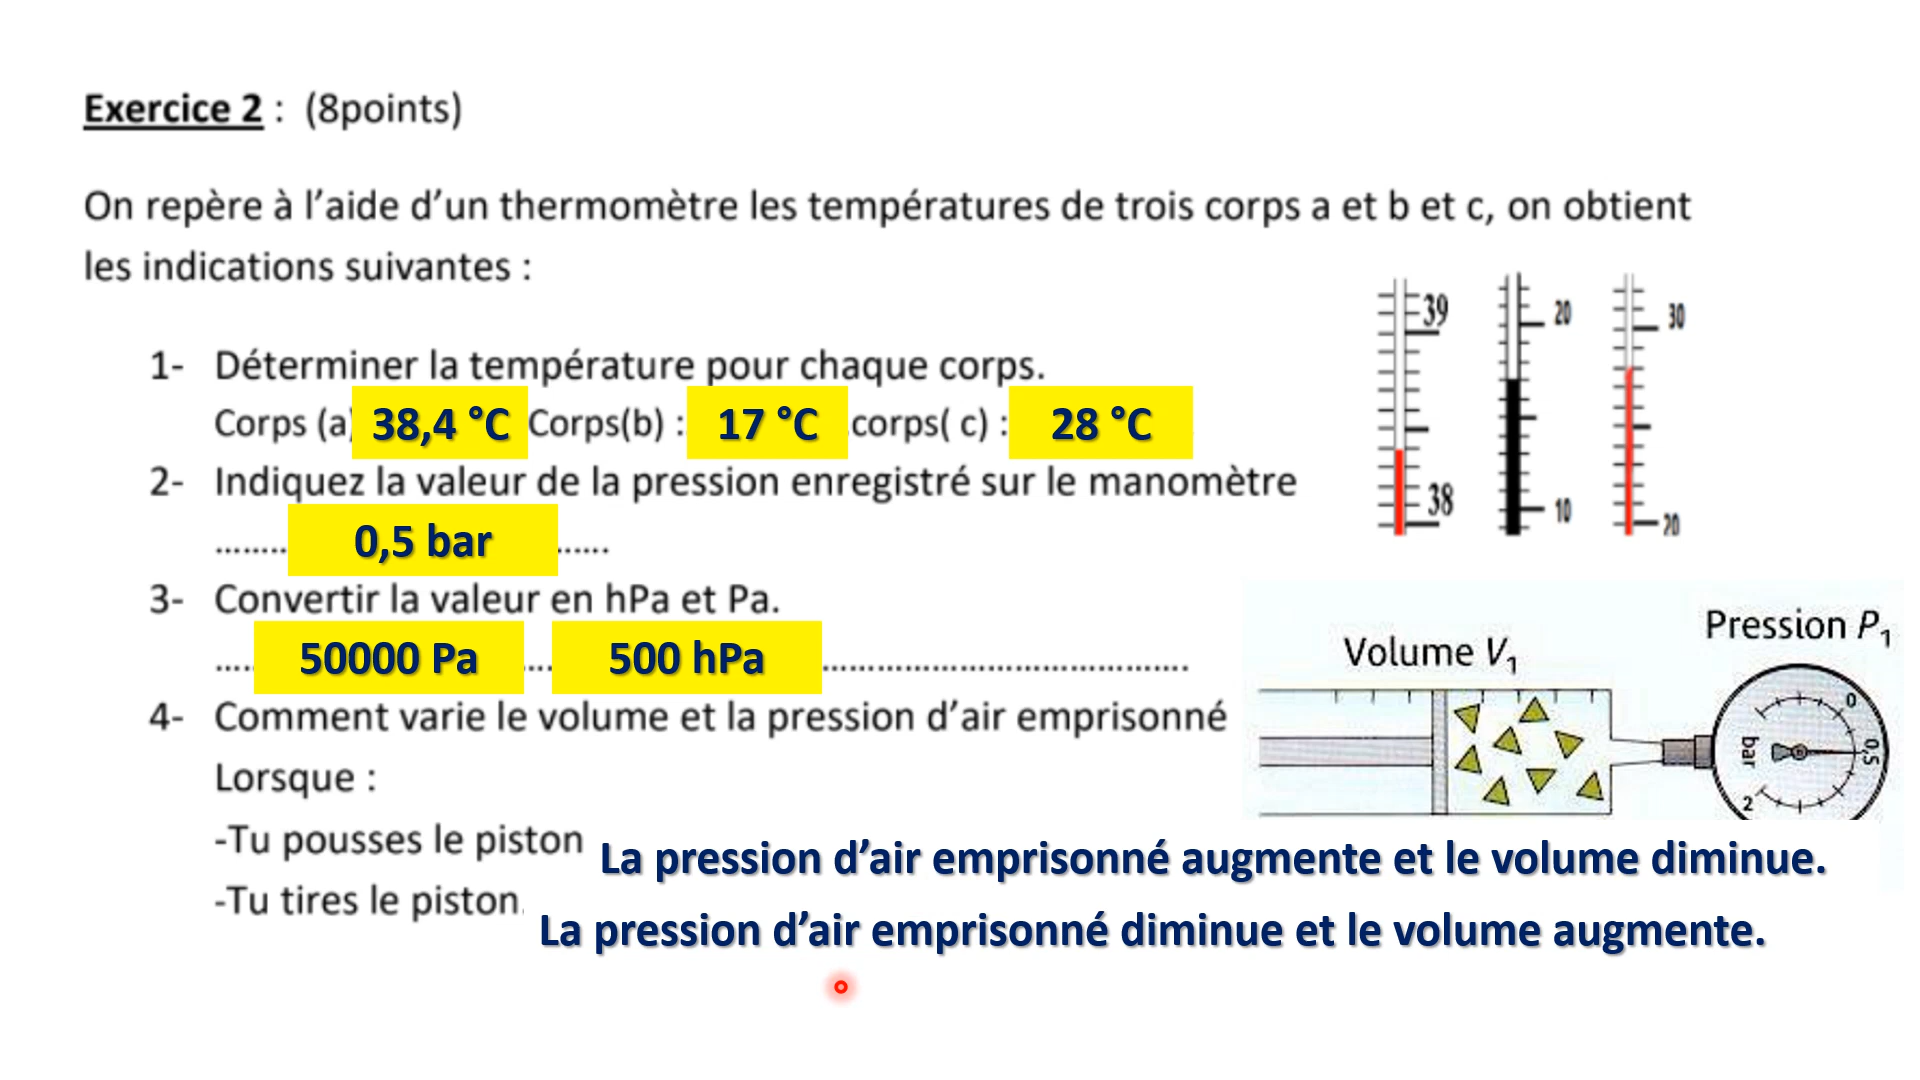 Exercice 2 : (8points)
On repère à l’aide d’un thermomètre les températures de trois corps a et b et c, on obtient
les indications suivantes :
39
20
30
1- Déterminer la température pour chaque corps.
Corps (a) 38,4 °C Corps(b) : 17 °C corps( c) : 28 °C
2- Indiquez la valeur de la pression enregistré sur le manomètre
38
10
20
........ 0,5 bar ......
3- Convertir la valeur en hPa et Pa.
Pression P₁
Volume V₁
.... 50000 Pa ... 500 hPa ........................................
4- Comment varie le volume et la pression d’air emprisonné
0
0,5
bar
2
Lorsque :
-Tu pousses le piston La pression d’air emprisonné augmente et le volume diminue.
-Tu tires le piston. La pression d’air emprisonné diminue et le volume augmente.